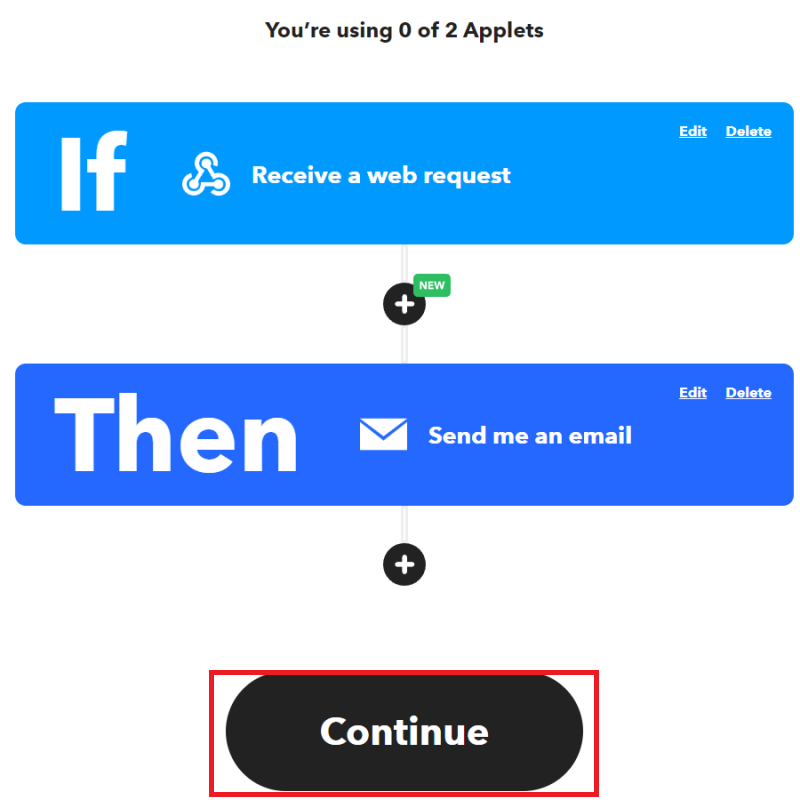 You’re using 0 of 2 Applets
Edit Delete
If Receive a web request
NEW
Edit Delete
Then Send me an email
Continue